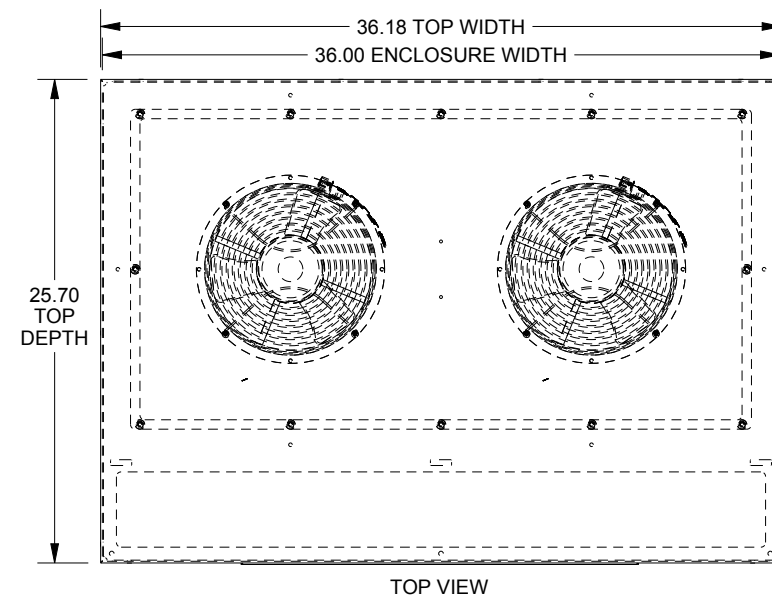 36.18 TOP WIDTH
36.00 ENCLOSURE WIDTH
25.70
TOP
DEPTH
TOP VIEW